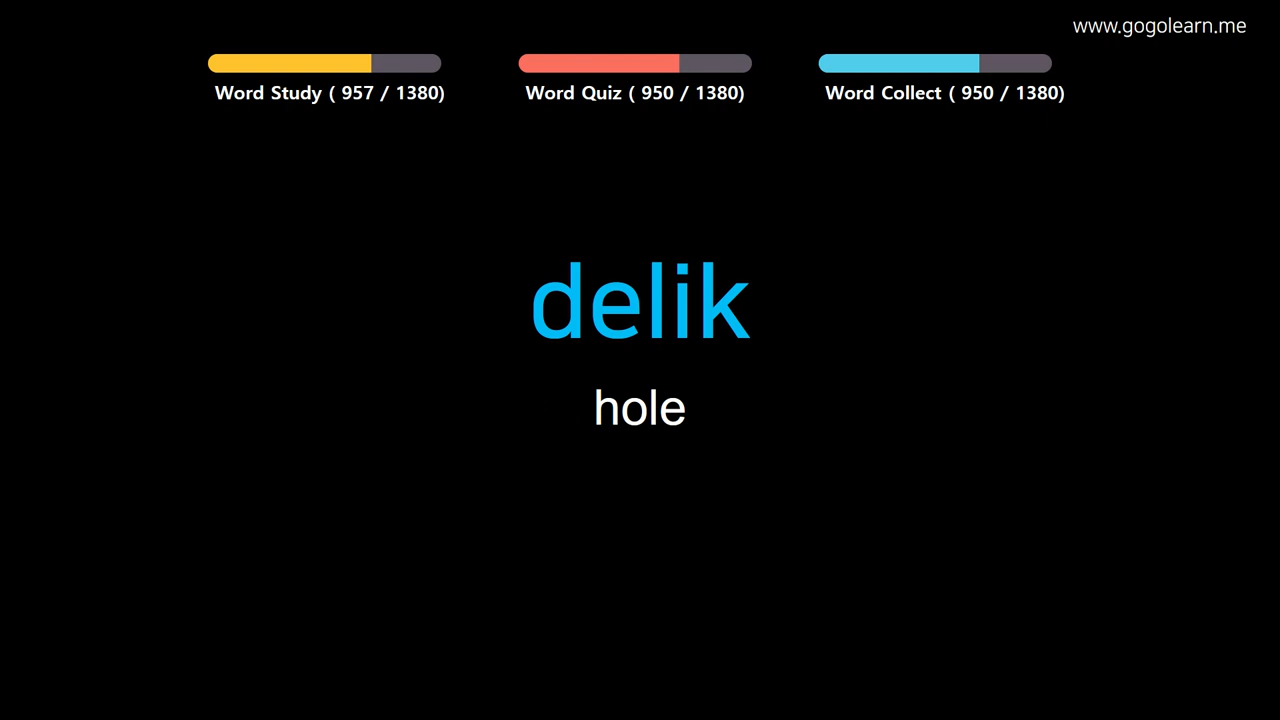 www.gogolearn.me
Word Study ( 957 / 1380)
Word Quiz ( 950 / 1380)
Word Collect ( 950 / 1380)
delik
hole